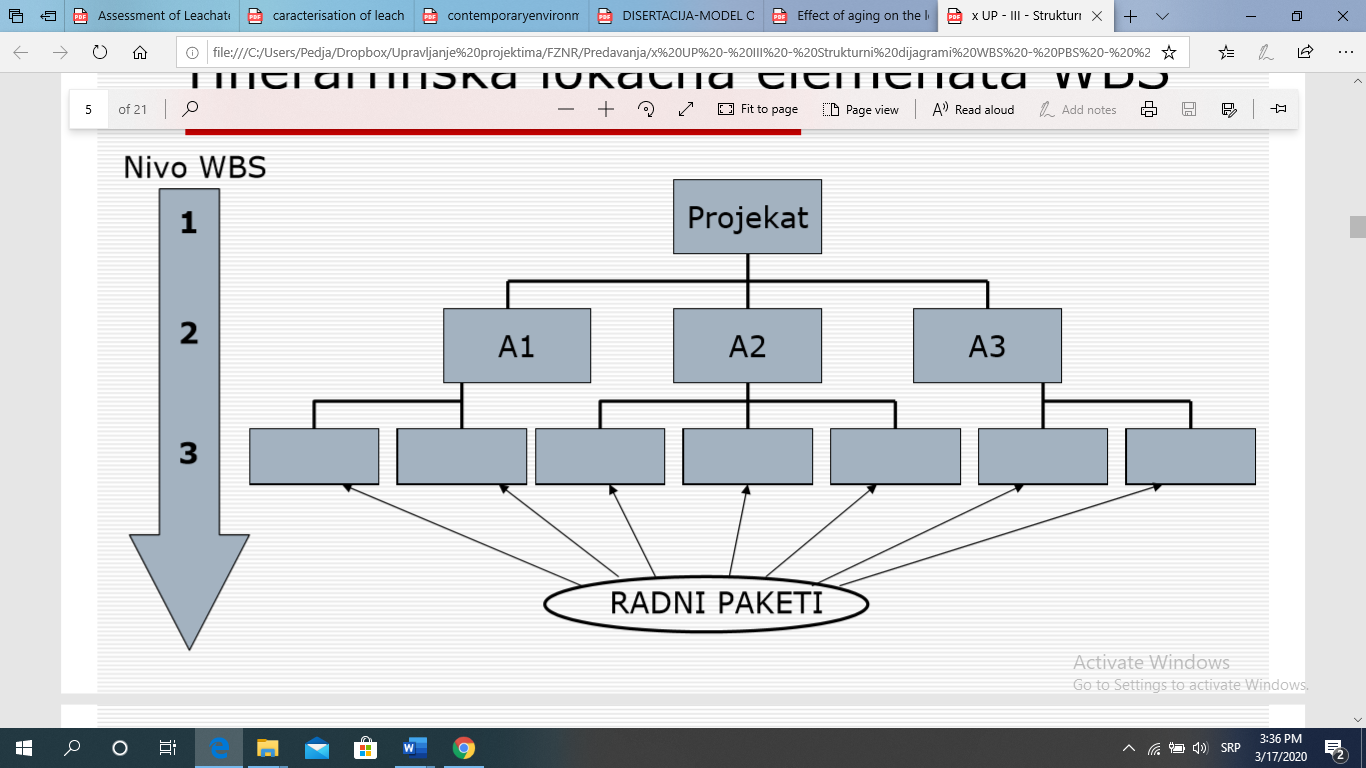 Assessment of Leachat
caracterisation of leach
contemporaryenvironm
DISERTACIJA-MODEL O
Effect of aging on the l
x UP - III - Strukturn
file:///C:/Users/Pedja/Dropbox/Upravljanje%20projektima/FZNR/Predavanja/x%20UP%20-%20III%20-%20Strukturni%20dijagrami%20WBS%20-%20PBS%20-%20%2
elemenata WBS
5 of 21
Fit to page
Page view
Read aloud
Add notes
Nivo WBS
1
Projekat
2
A1
A2
A3
3
RADNI PAKETI
Activate Windows
Go to Settings to activate Windows.
3:36 PM
SRP
3/17/2020
2